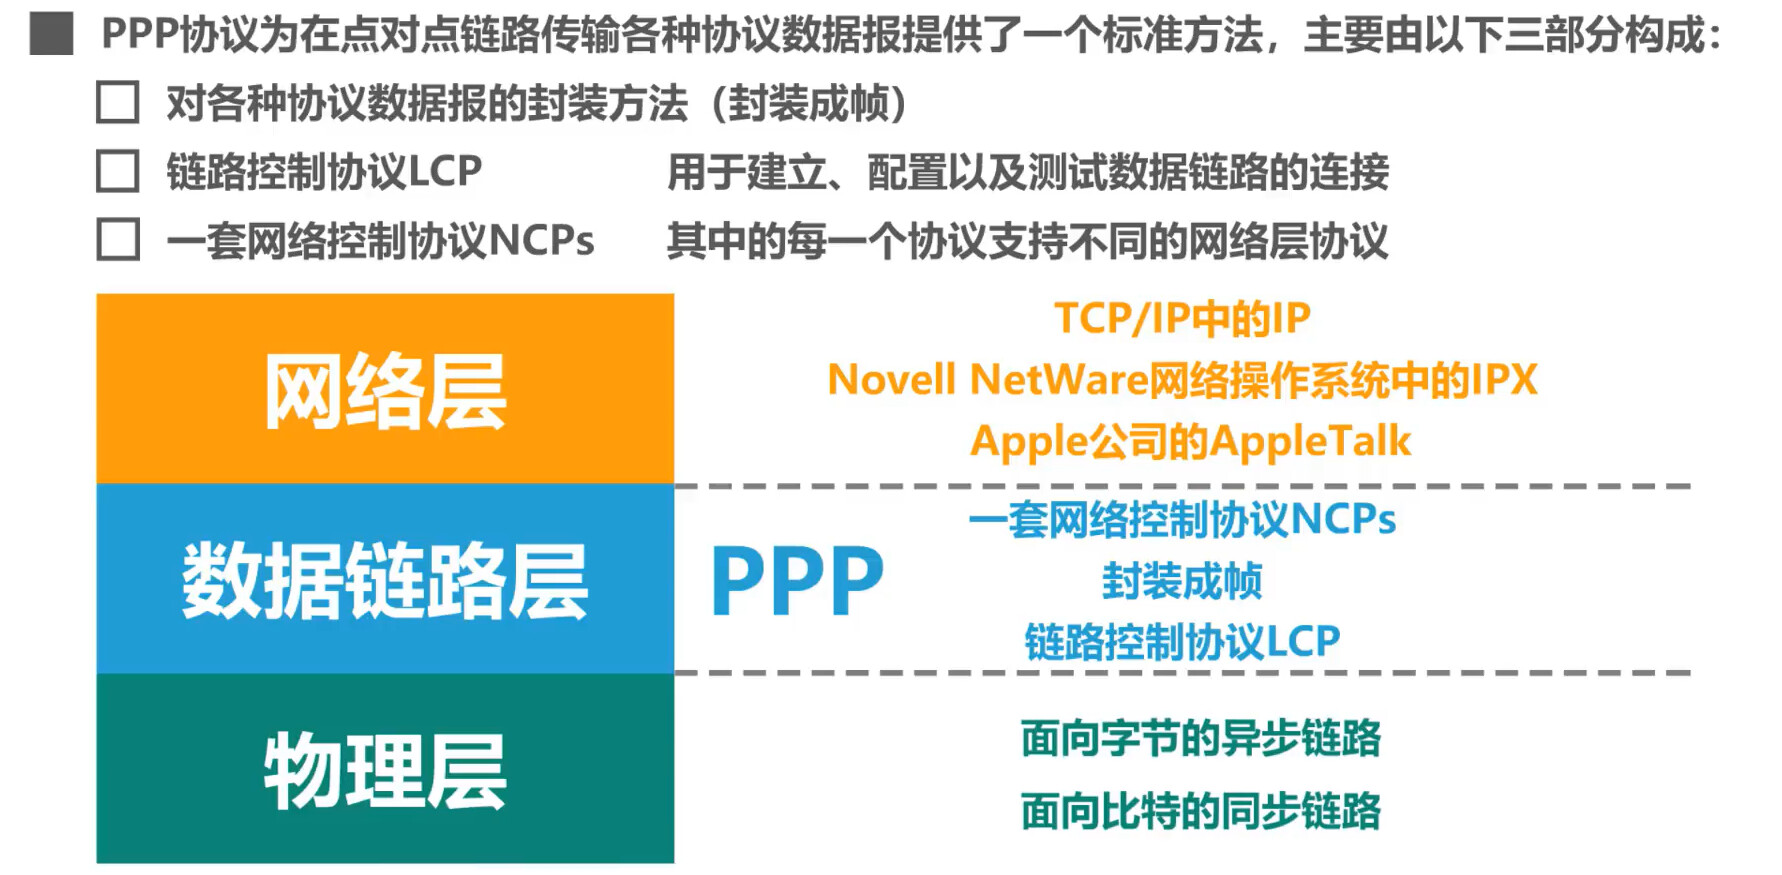 PPP协议为在点对点链路传输各种协议数据报提供了一个标准方法，主要由以下三部分构成：
对各种协议数据报的封装方法（封装成帧）
链路控制协议LCP 用于建立、配置以及测试数据链路的连接
一套网络控制协议NCPs 其中的每一个协议支持不同的网络层协议
网络层
TCP/IP中的IP
Novell NetWare网络操作系统中的IPX
Apple公司的AppleTalk
数据链路层
PPP
一套网络控制协议NCPs
封装成帧
链路控制协议LCP
物理层
面向字节的异步链路
面向比特的同步链路